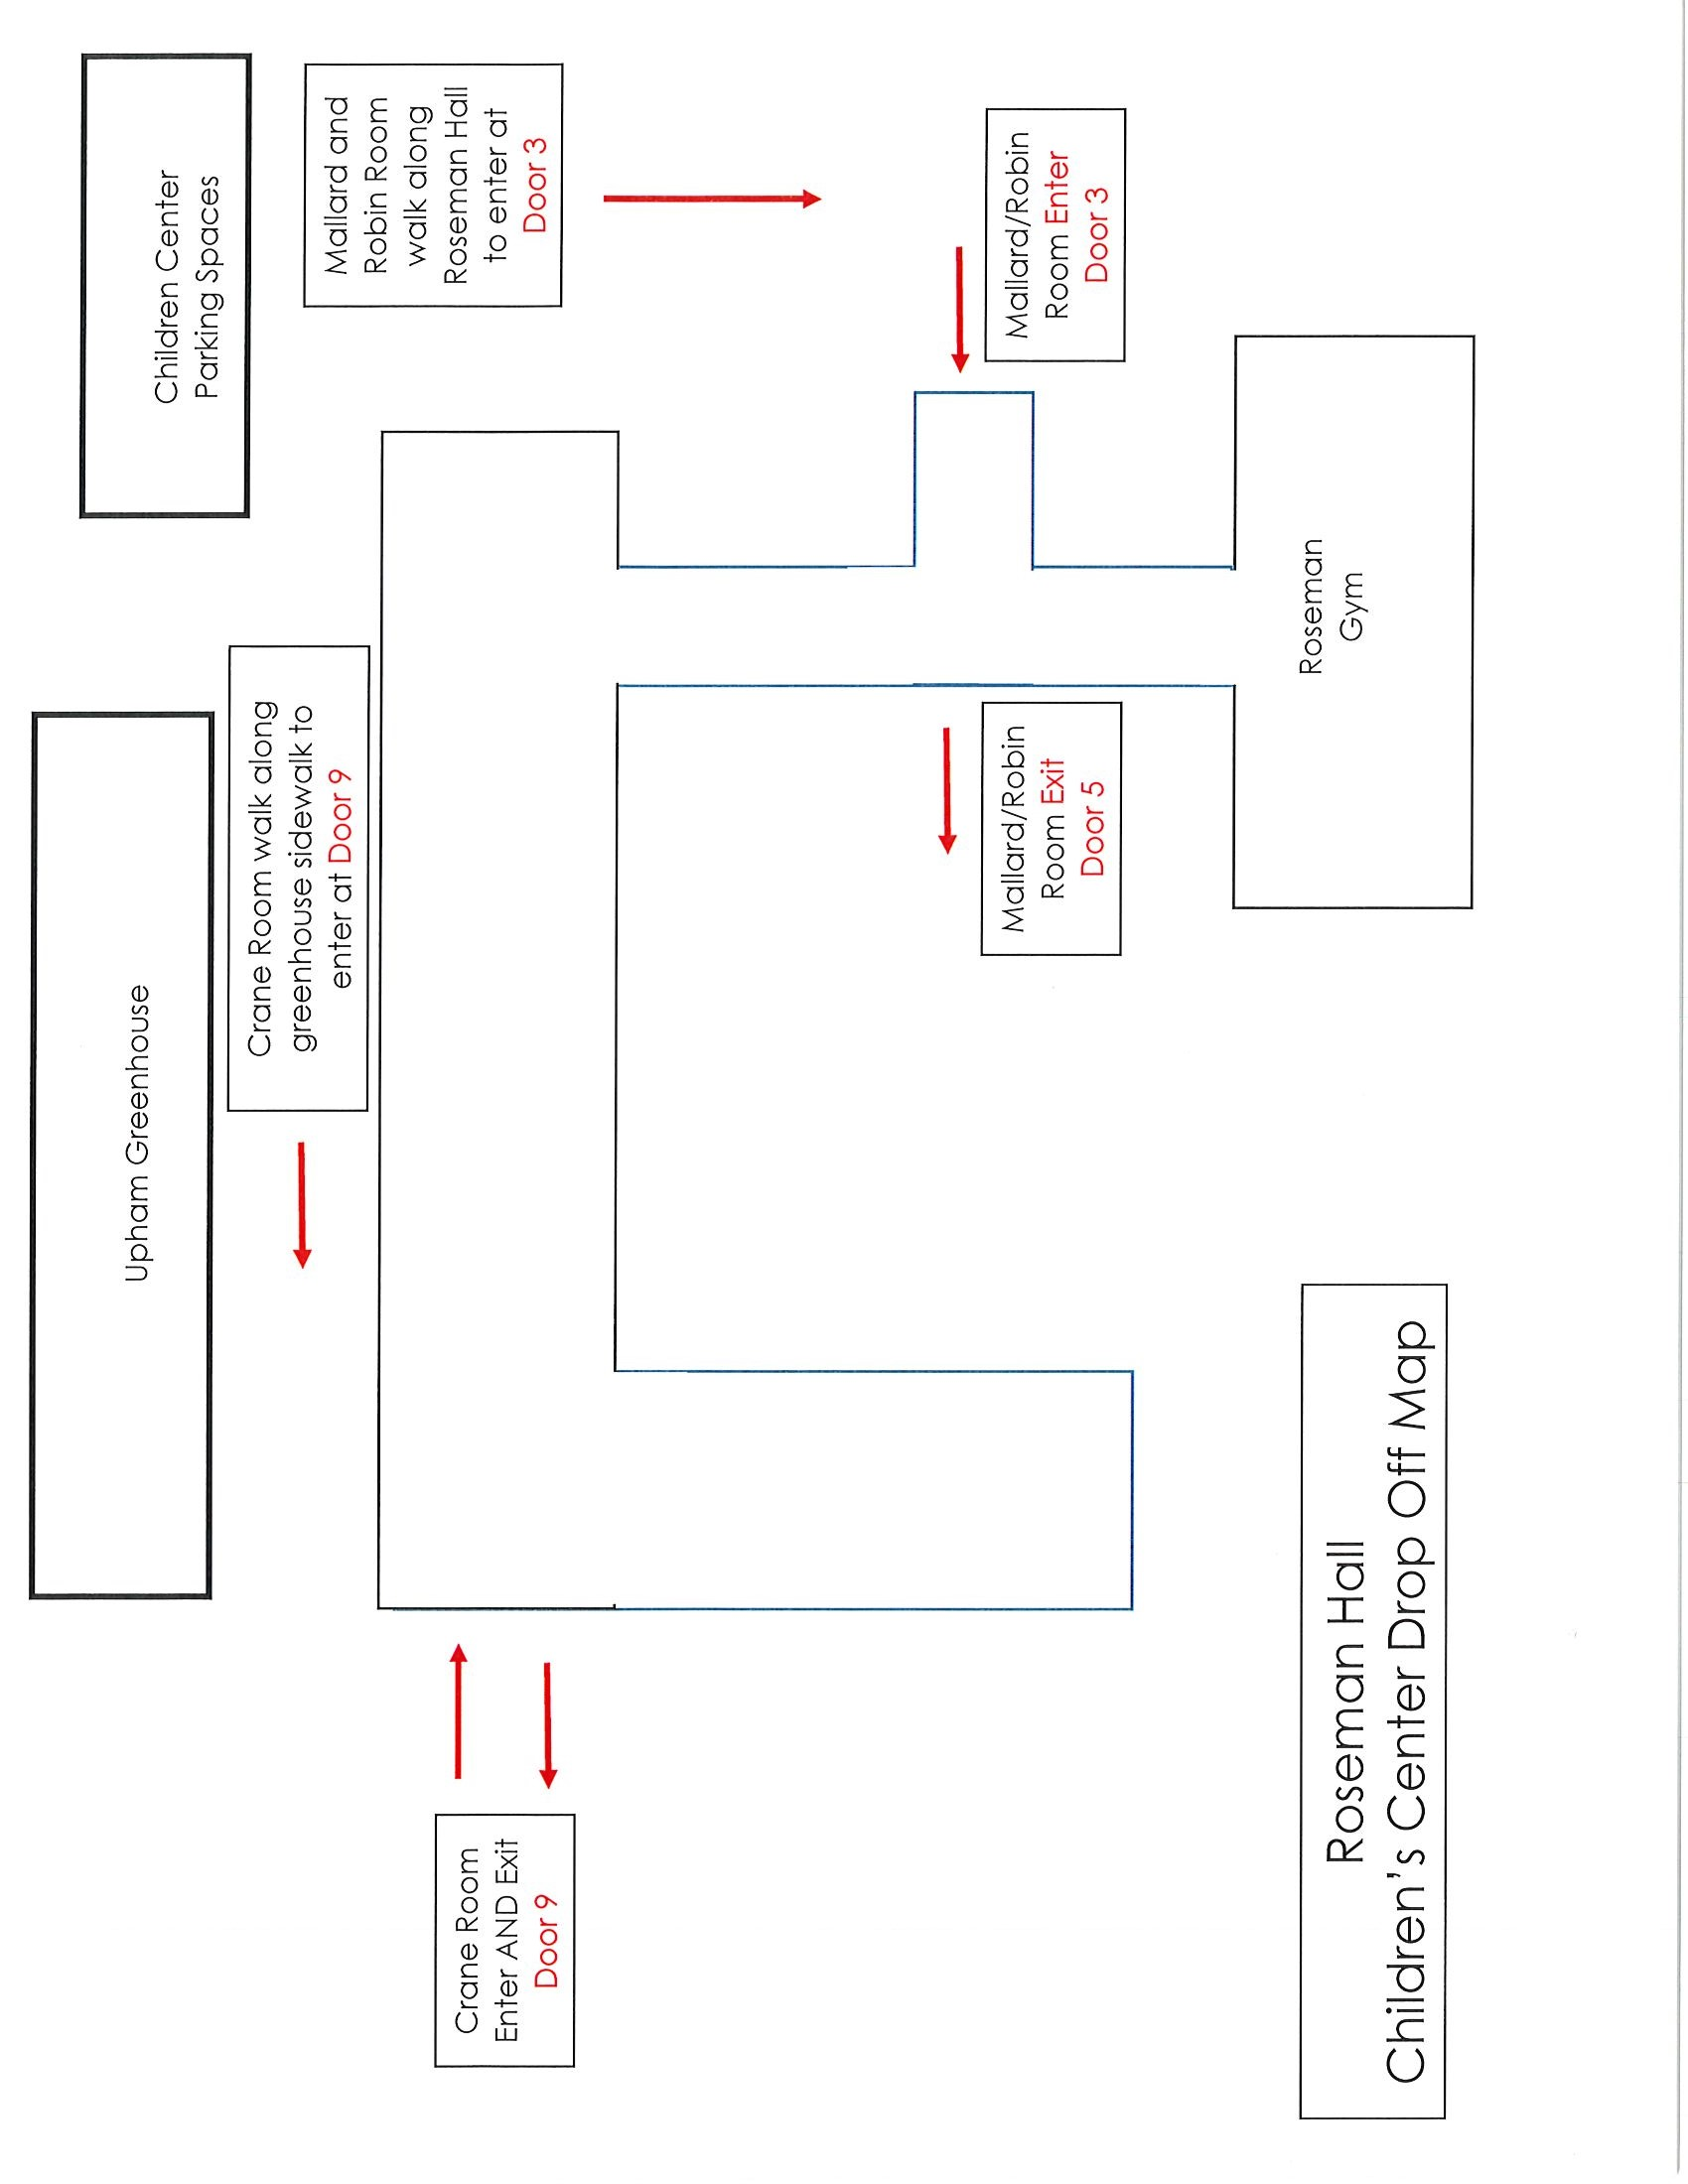 Upham Greenhouse
Children Center
Parking Spaces
Crane Room walk along
greenhouse sidewalk to
enter at Door 9
Mallard and
Robin Room
walk along
Roseman Hall
to enter at
Door 3
Crane Room
Enter AND Exit
Door 9
Mallard/Robin
Room Exit
Door 5
Mallard/Robin
Room Enter
Door 3
Roseman
Gym
Roseman Hall
Children's Center Drop Off Map